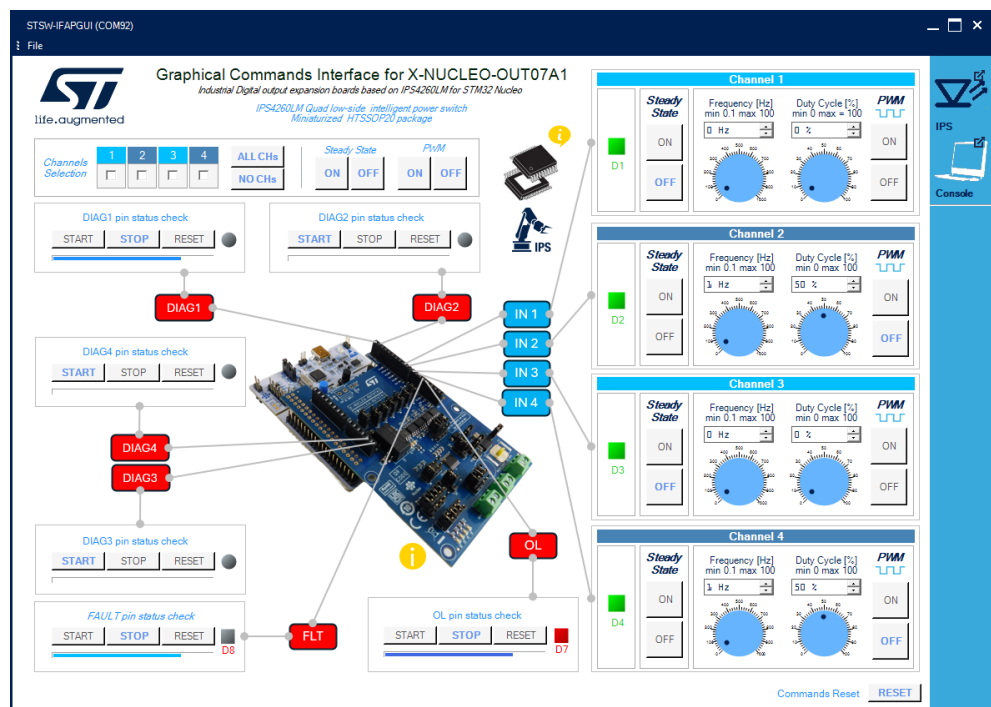 STSW-IFAPGUI (COM92)
File
life.augmented
Graphical Commands Interface for X-NUCLEO-OUT07A1
Industrial Digital output expansion boards based on IPS4260LM for STM32 Nucleo
IPS4260LM Quad low-side intelligent power switch
Miniaturized HTSSOP20 package
Channels Selection
1 2 3 4
ALL CHs
NO CHs
Steady State
ON OFF
PWM
ON OFF
IPS
DIAG1 pin status check
START STOP RESET
DIAG2 pin status check
START STOP RESET
DIAG1
DIAG2
DIAG4 pin status check
START STOP RESET
DIAG4
DIAG3
DIAG3 pin status check
START STOP RESET
FAULT pin status check
START STOP RESET
D8
FLT
OL
OL pin status check
START STOP RESET
D7
IN 1
IN 2
IN 3
IN 4
Channel 1
D1
Steady State
ON
OFF
Frequency [Hz]
min 0.1 max 100
0 Hz
Duty Cycle [%]
min 0 max = 100
0 %
PWM
ON
OFF
Channel 2
D2
Steady State
ON
OFF
Frequency [Hz]
min 0.1 max 100
1 Hz
Duty Cycle [%]
min 0 max 100
50 %
PWM
ON
OFF
Channel 3
D3
Steady State
ON
OFF
Frequency [Hz]
min 0.1 max 100
0 Hz
Duty Cycle [%]
min 0 max 100
0 %
PWM
ON
OFF
Channel 4
D4
Steady State
ON
OFF
Frequency [Hz]
min 0.1 max 100
1 Hz
Duty Cycle [%]
min 0 max 100
50 %
PWM
ON
OFF
Commands Reset RESET
IPS
Console